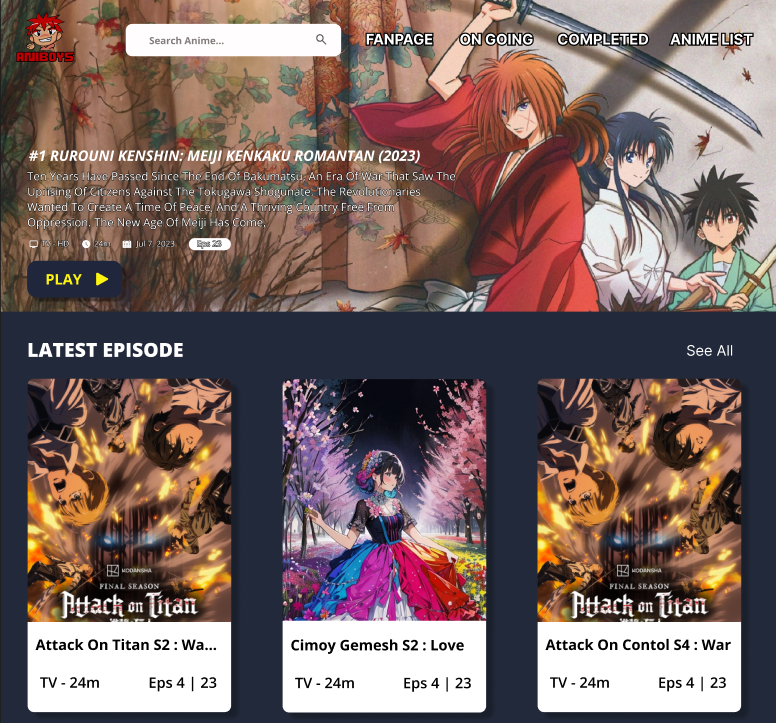 ANIBOYS
Search Anime...
FANPAGE
ON GOING
COMPLETED
ANIME LIST
#1 RUROUNI KENSHIN: MEIJI KENKAKU ROMANTAN (2023)
Ten Years Have Passed Since The End Of Bakumatsu, An Era Of War That Saw The
Uprising Of Citizens Against The Tokugawa Shogunate. The Revolutionaries
Wanted To Create A Time Of Peace, And A Thriving Country Free From
Oppression. The New Age Of Meiji Has Come,
TV - HD 24m Jul 7, 2023 Eps 23
PLAY
LATEST EPISODE
See All
KODANSHA
FINAL SEASON
Attack on Titan
Attack On Titan S2 : Wa...
TV - 24m Eps 4 | 23
Cimoy Gemesh S2 : Love
TV - 24m Eps 4 | 23
KODANSHA
FINAL SEASON
Attack on Titan
Attack On Contol S4 : War
TV - 24m Eps 4 | 23